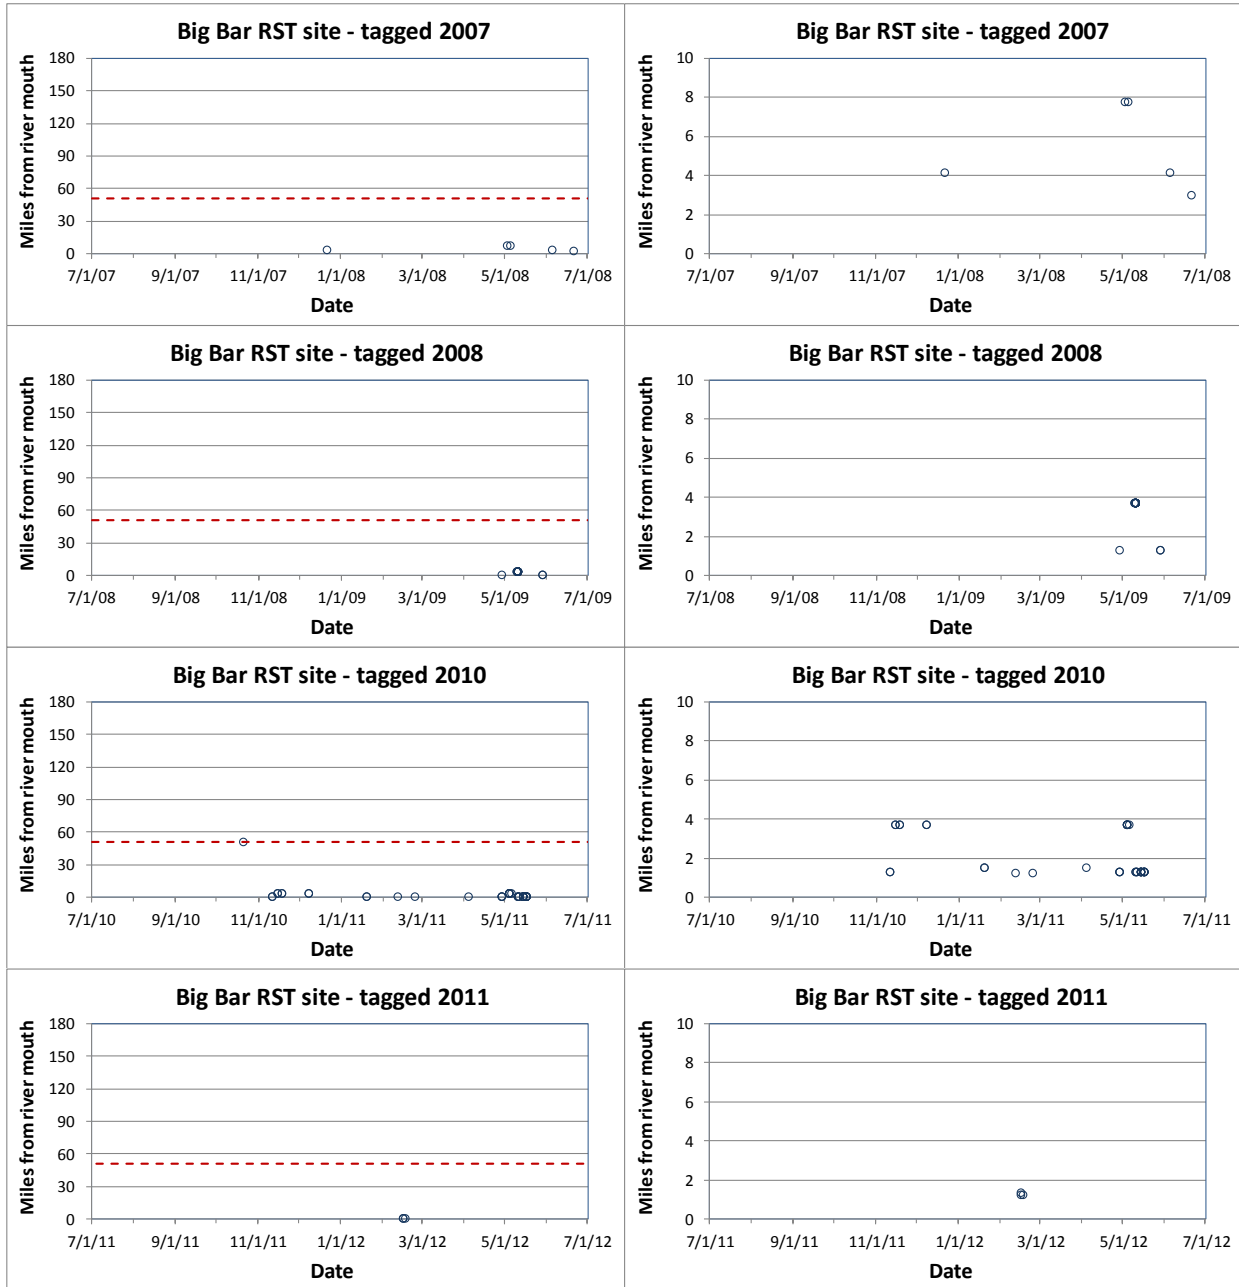 Big Bar RST site - tagged 2007
Miles from river mouth
180
150
120
90
60
30
0
7/1/07 9/1/07 11/1/07 1/1/08 3/1/08 5/1/08 7/1/08
Date
Big Bar RST site - tagged 2007
Miles from river mouth
10
8
6
4
2
0
7/1/07 9/1/07 11/1/07 1/1/08 3/1/08 5/1/08 7/1/08
Date
Big Bar RST site - tagged 2008
Miles from river mouth
180
150
120
90
60
30
0
7/1/08 9/1/08 11/1/08 1/1/09 3/1/09 5/1/09 7/1/09
Date
Big Bar RST site - tagged 2008
Miles from river mouth
10
8
6
4
2
0
7/1/08 9/1/08 11/1/08 1/1/09 3/1/09 5/1/09 7/1/09
Date
Big Bar RST site - tagged 2010
Miles from river mouth
180
150
120
90
60
30
0
7/1/10 9/1/10 11/1/10 1/1/11 3/1/11 5/1/11 7/1/11
Date
Big Bar RST site - tagged 2010
Miles from river mouth
10
8
6
4
2
0
7/1/10 9/1/10 11/1/10 1/1/11 3/1/11 5/1/11 7/1/11
Date
Big Bar RST site - tagged 2011
Miles from river mouth
180
150
120
90
60
30
0
7/1/11 9/1/11 11/1/11 1/1/12 3/1/12 5/1/12 7/1/12
Date
Big Bar RST site - tagged 2011
Miles from river mouth
10
8
6
4
2
0
7/1/11 9/1/11 11/1/11 1/1/12 3/1/12 5/1/12 7/1/12
Date